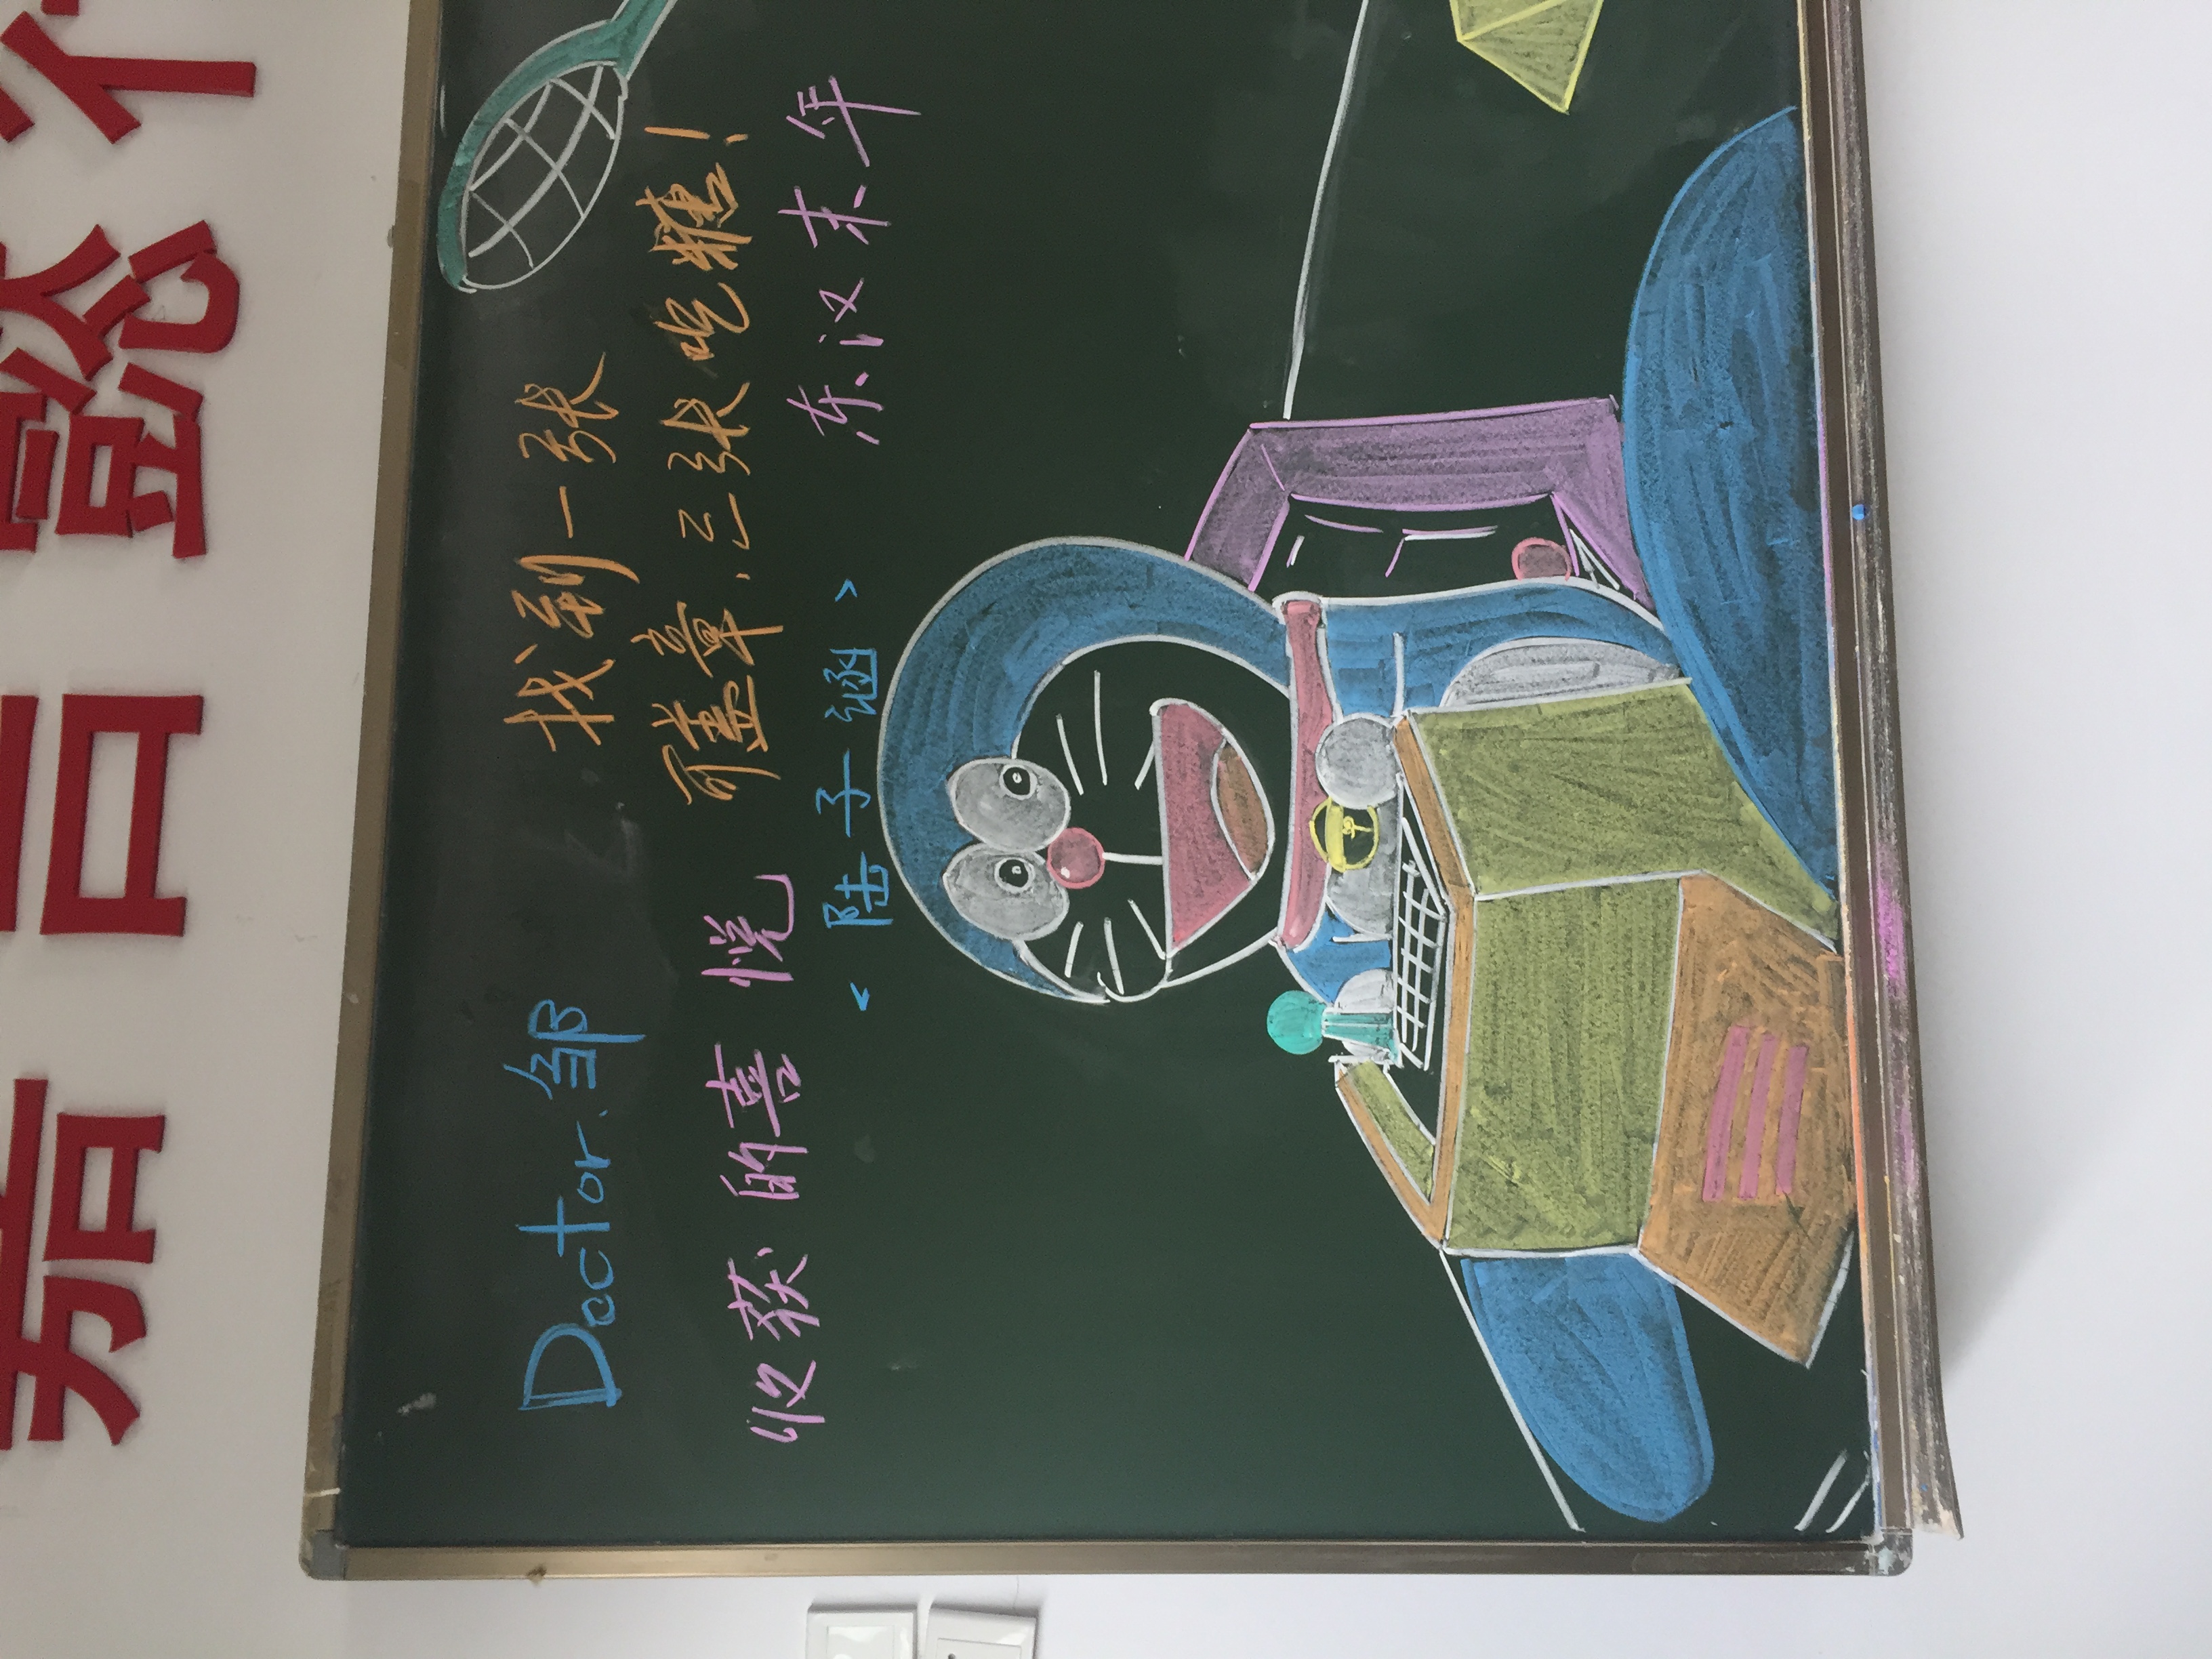 嘉言懿行
Doctor.邹
找到一张
可盖章,三张吃糖!
收获的喜悦
<陆子涵>
东汉末年